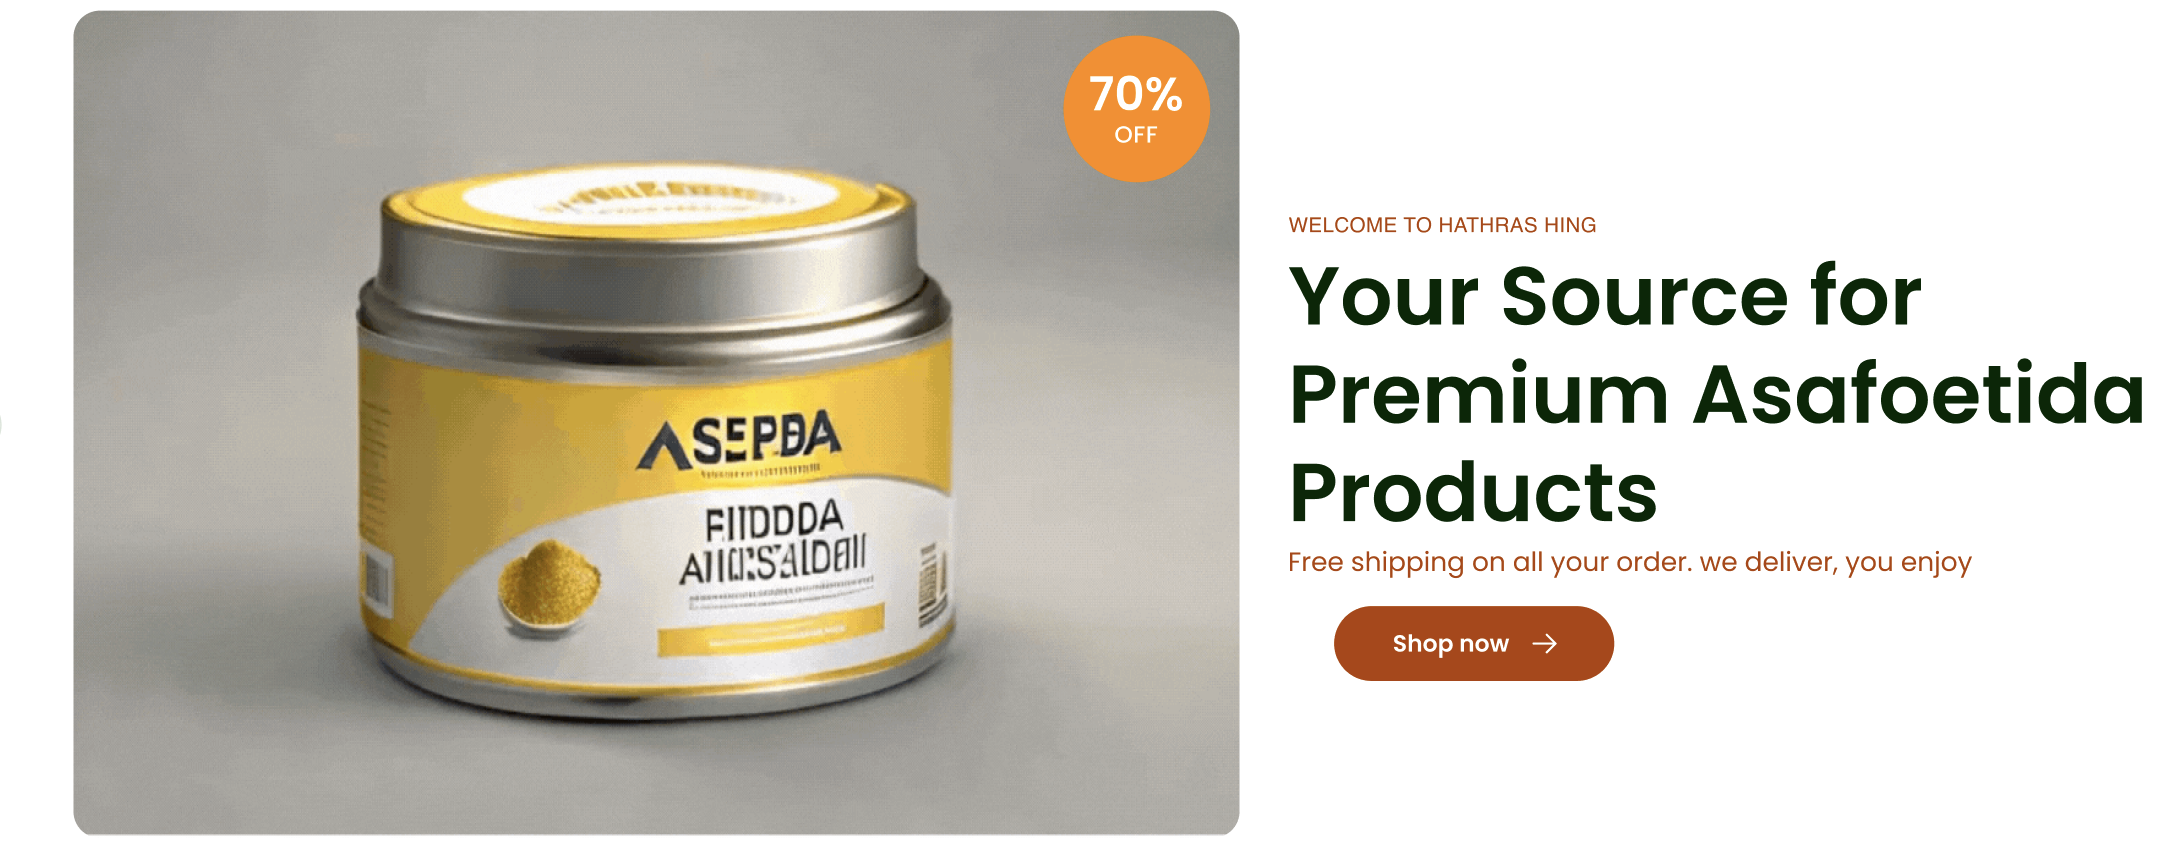 70%
OFF
WELCOME TO HATHRAS HING
Your Source for
Premium Asafoetida
Products
Free shipping on all your order. we deliver, you enjoy
Shop now
ASEPDA